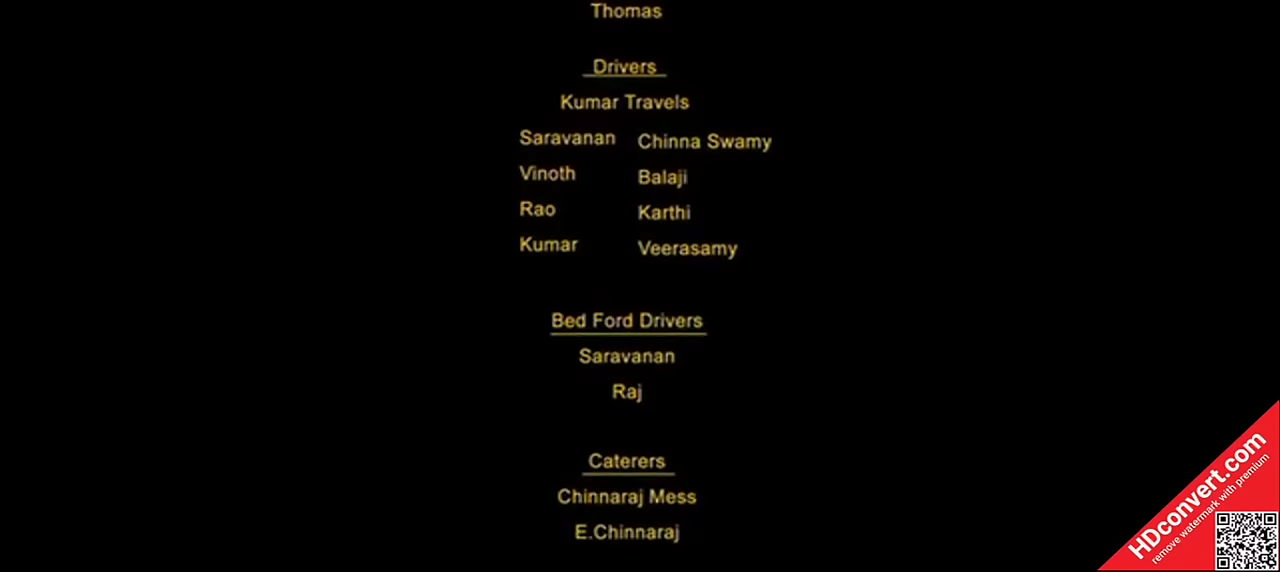 Thomas
Drivers
Kumar Travels
Saravanan Chinna Swamy
Vinoth Balaji
Rao Karthi
Kumar Veerasamy
Bed Ford Drivers
Saravanan
Raj
Caterers
Chinnaraj Mess
E.Chinnaraj
HDconvert.com
remove watermark with premium